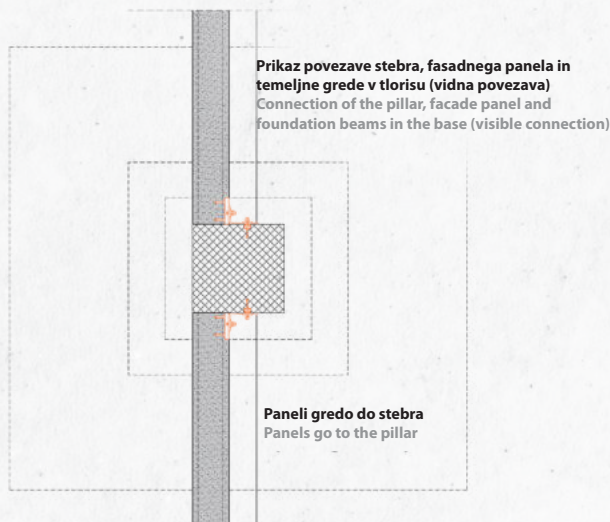 Prikaz povezave stebra, fasadnega panela in
temeljne grede v tlorisu (vidna povezava)
Connection of the pillar, facade panel and
foundation beams in the base (visible connection)
Paneli gredo do stebra
Panels go to the pillar